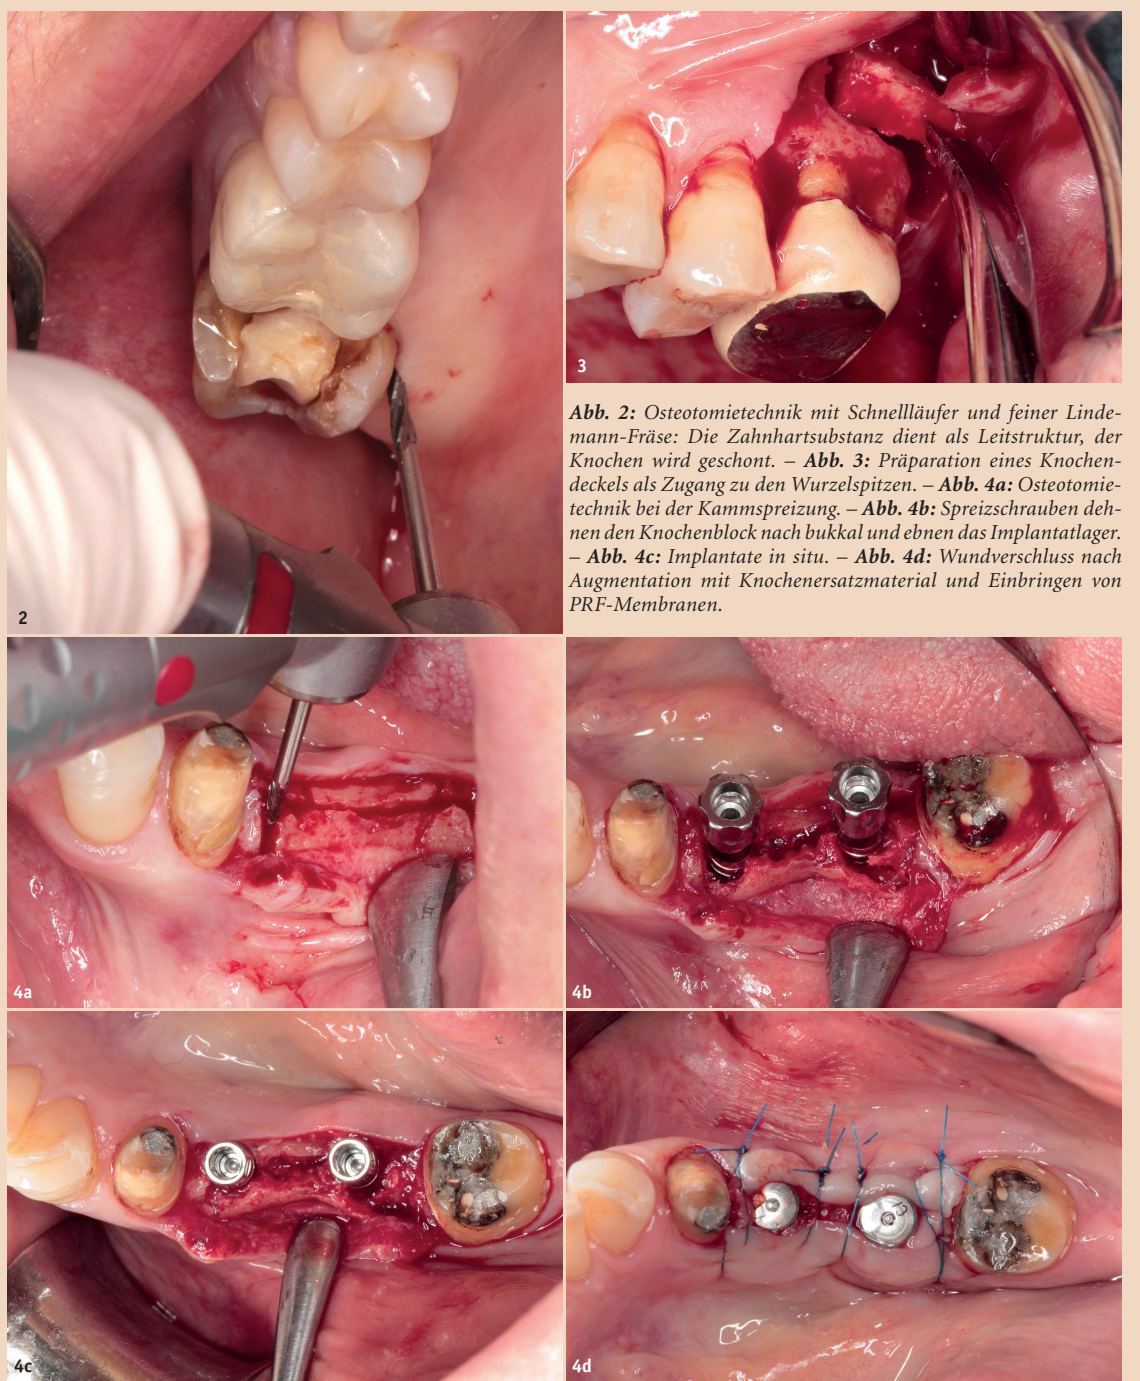 2
3
Abb. 2: Osteotomietechnik mit Schnellläufer und feiner Linde-
mann-Fräse: Die Zahnhartsubstanz dient als Leitstruktur, der
Knochen wird geschont. – Abb. 3: Präparation eines Knochen-
deckels als Zugang zu den Wurzelspitzen. – Abb. 4a: Osteotomie-
technik bei der Kammspreizung. – Abb. 4b: Spreizschrauben deh-
nen den Knochenblock nach bukkal und ebnen das Implantatlager.
– Abb. 4c: Implantate in situ. – Abb. 4d: Wundverschluss nach
Augmentation mit Knochenersatzmaterial und Einbringen von
PRF-Membranen.
4a
4b
4c
4d